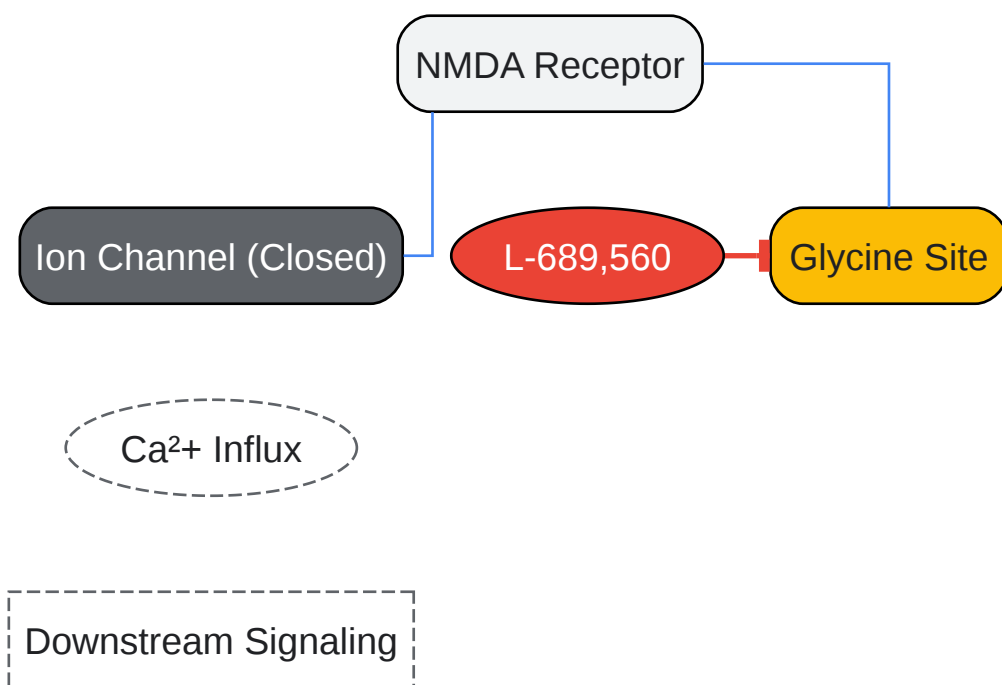 NMDA Receptor
Ion Channel (Closed)
L-689,560
Glycine Site
Ca²+ Influx
Downstream Signaling